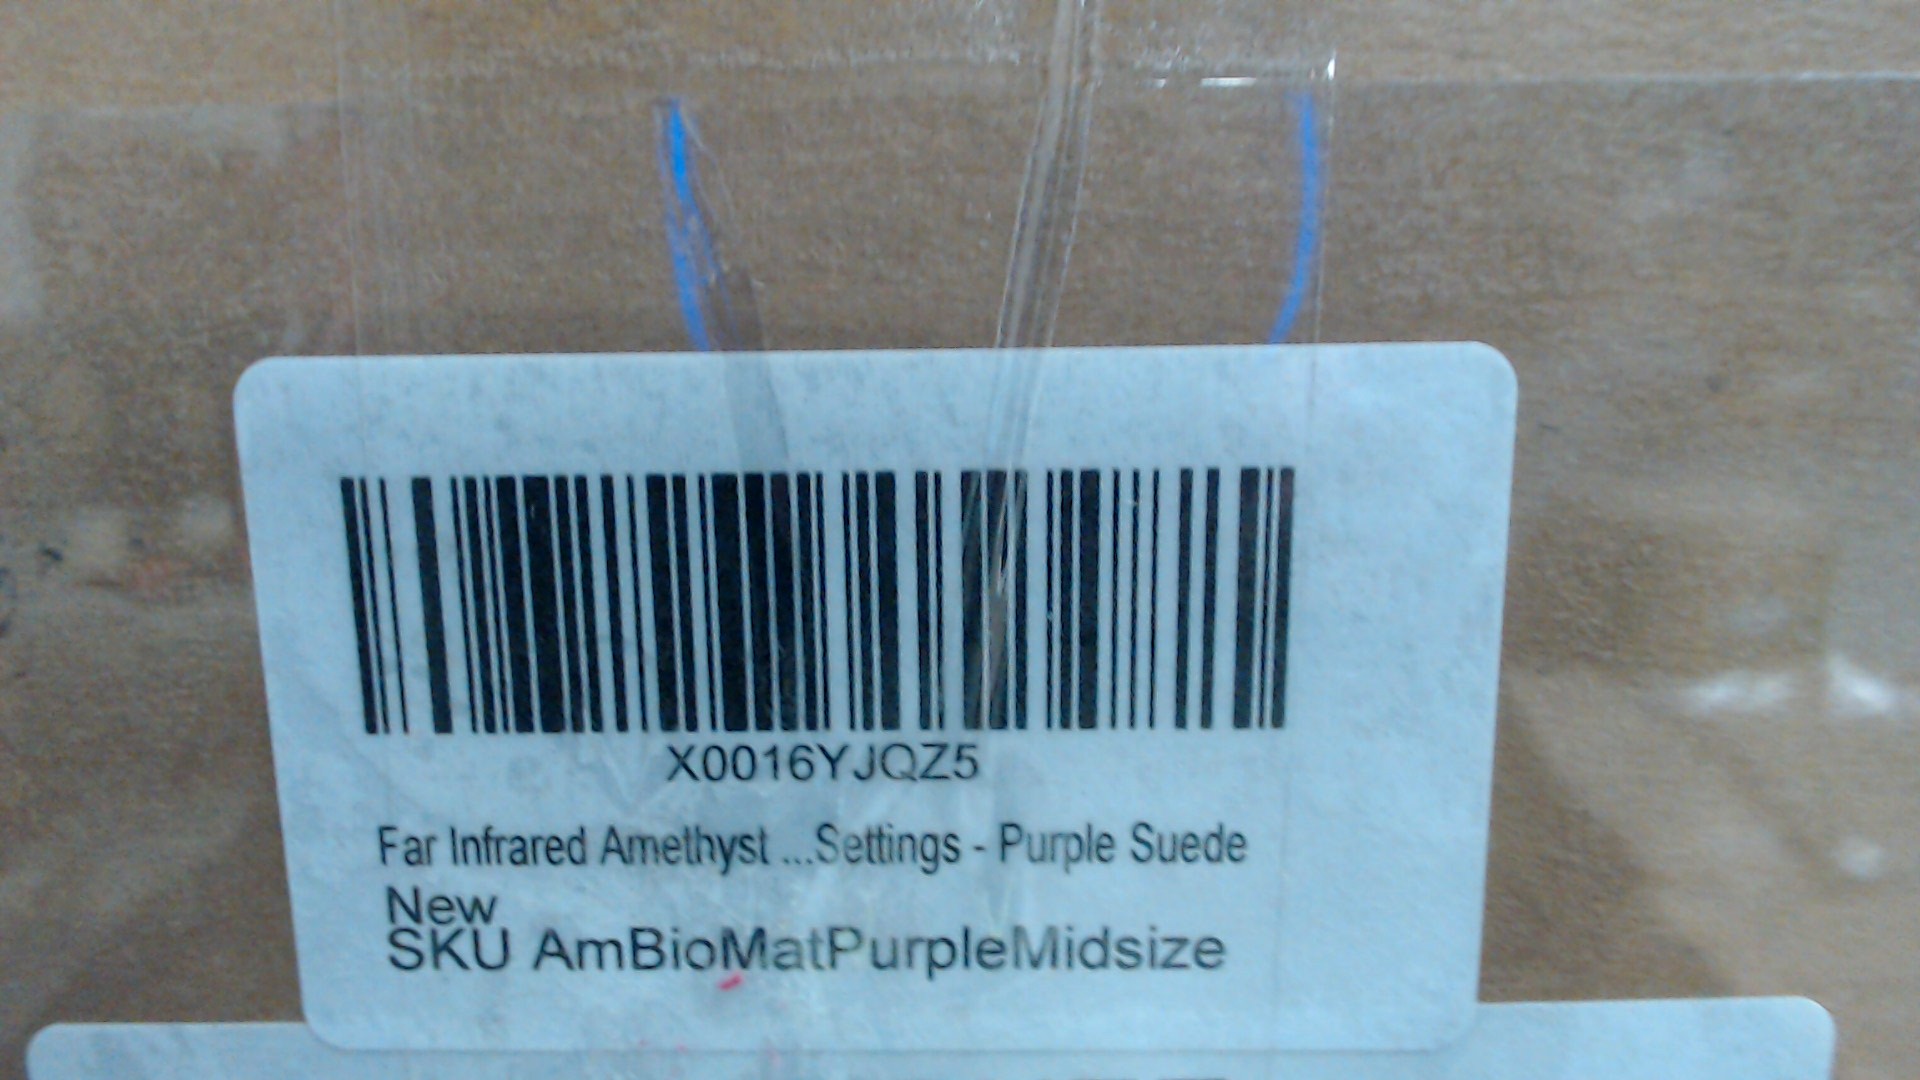 X0016YJQZ5
Far Infrared Amethyst ...Settings - Purple Suede
New
SKU AmBioMatPurpleMidsize